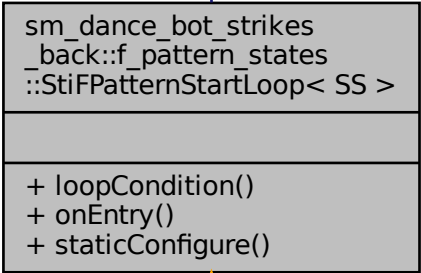 sm_dance_bot_strikes
_back::f_pattern_states
::StiFPatternStartLoop< SS >
+ loopCondition()
+ onEntry()
+ staticConfigure()